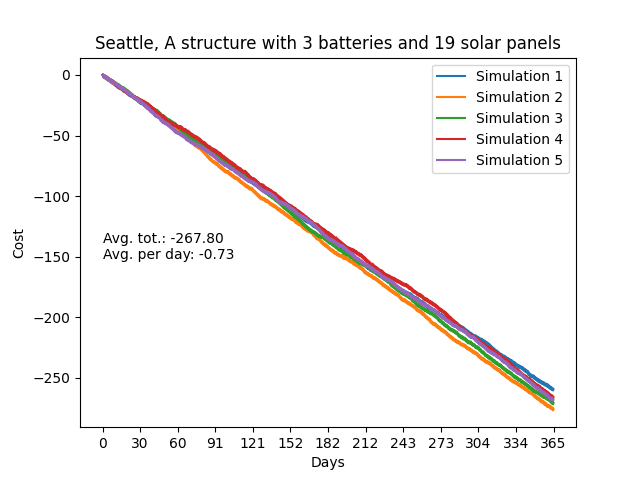 Seattle, A structure with 3 batteries and 19 solar panels
Simulation 1
Simulation 2
Simulation 3
Simulation 4
Simulation 5
Cost
0
−50
−100
−150
−200
−250
Avg. tot.: -267.80
Avg. per day: -0.73
0 30 60 91 121 152 182 212 243 273 304 334 365
Days